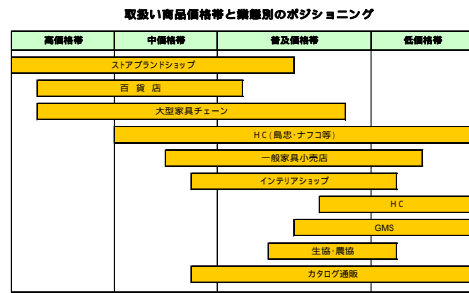 取扱い商品価格帯と業態別のポジショニング
高価格帯 中価格帯 普及価格帯 低価格帯
ストアブランドショップ
百 貨 店
大型家具チェーン
HC(島忠・ナフコ等)
一般家具小売店
インテリアショップ
HC
GMS
生協・農協
カタログ通販